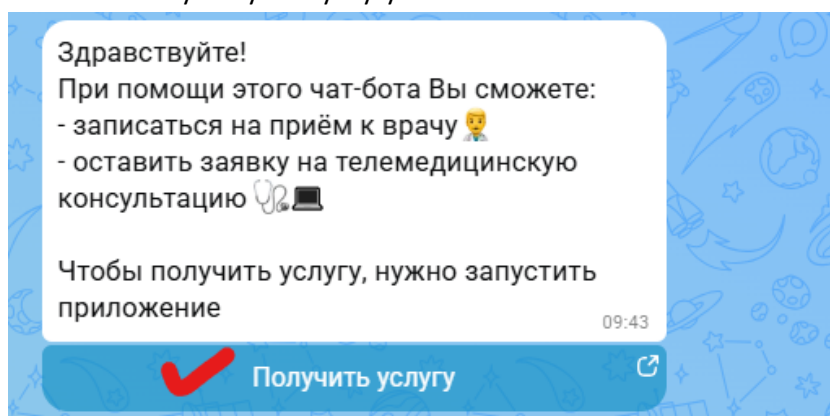 Здравствуйте!
При помощи этого чат-бота Вы сможете:
- записаться на приём к врачу👨‍⚕️
- оставить заявку на телемедицинскую
консультацию 🩺💻
Чтобы получить услугу, нужно запустить
приложение
09:43
Получить услугу